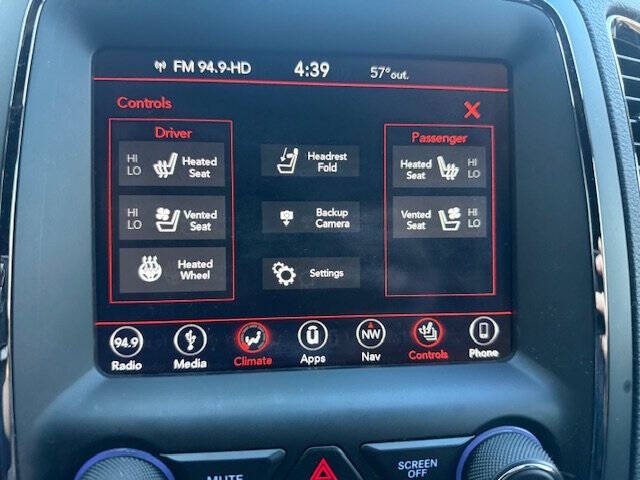 FM 94.9-HD 4:39 57°out.
Controls X
Driver
HI
LO
Heated
Seat
HI
LO
Vented
Seat
Heated
Wheel
Headrest
Fold
Backup
Camera
Settings
Passenger
Heated
Seat
HI
LO
Vented
Seat
HI
LO
94.9 NW
Radio Media Climate Apps Nav Controls Phone
MUTE
SCREEN
OFF